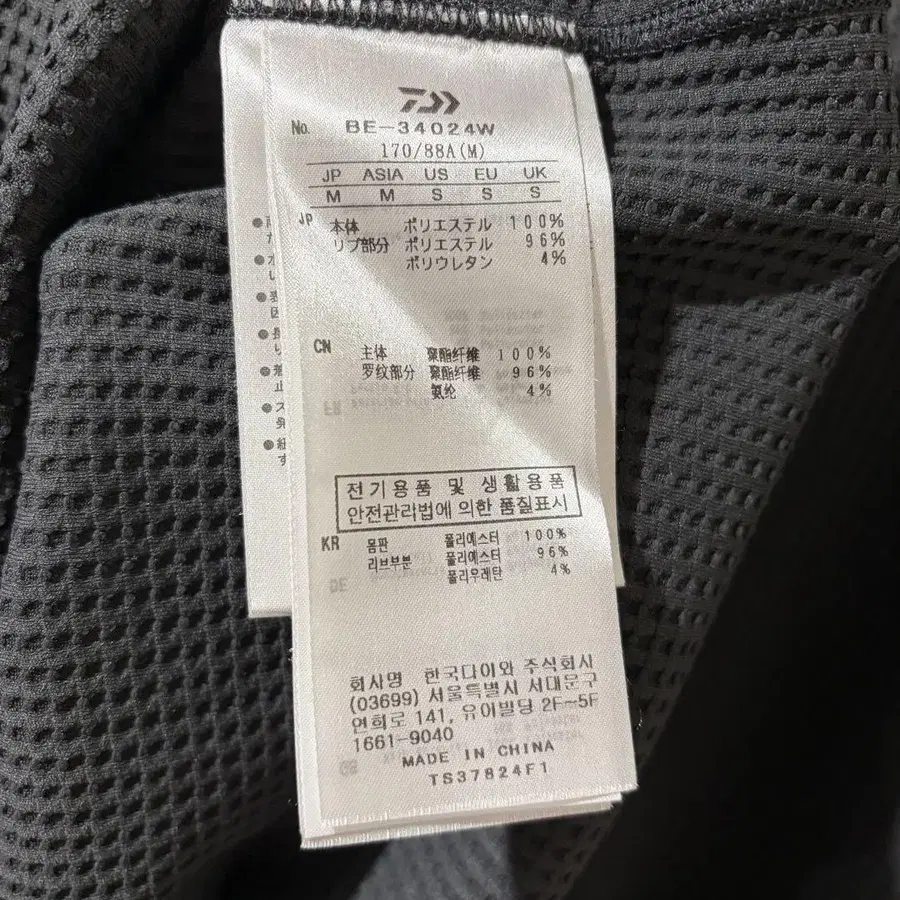 No. BE-34024W
170/88A(M)
JP ASIA US EU UK
M M S S S
JP 本体 ポリエステル 100%
リブ部分 ポリエステル 96%
ポリウレタン 4%
CN 主体 聚酯纤维 100%
罗纹部分 聚酯纤维 96%
氨纶 4%
FR
전기용품 및 생활용품
안전관리법에 의한 품질표시
KR 몸판 폴리에스터 100%
리브부분 폴리에스터 96%
폴리우레탄 4%
DE
회사명 한국다이와 주식회사
(03699) 서울특별시 서대문구
연희로 141, 유어빌딩 2F~5F
1661-9040
GB
MADE IN CHINA
TS37824F1